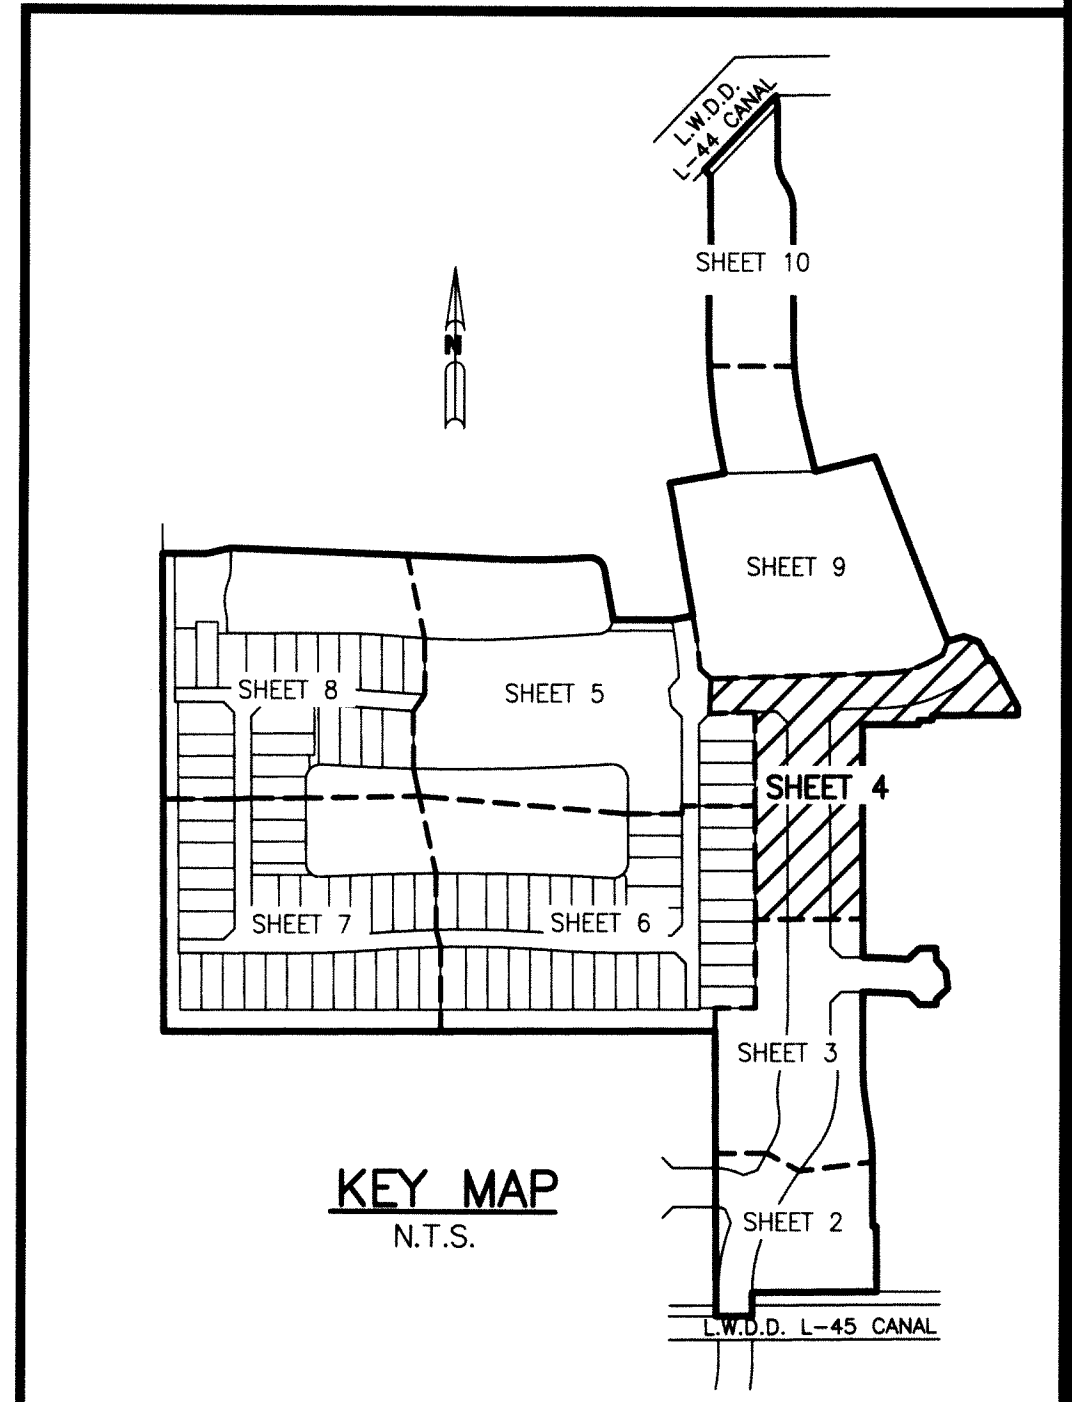 L.W.D.D.
L-44 CANAL
SHEET 10
N
SHEET 9
SHEET 8
SHEET 5
SHEET 4
SHEET 7
SHEET 6
SHEET 3
KEY MAP
N.T.S.
SHEET 2
L.W.D.D. L-45 CANAL